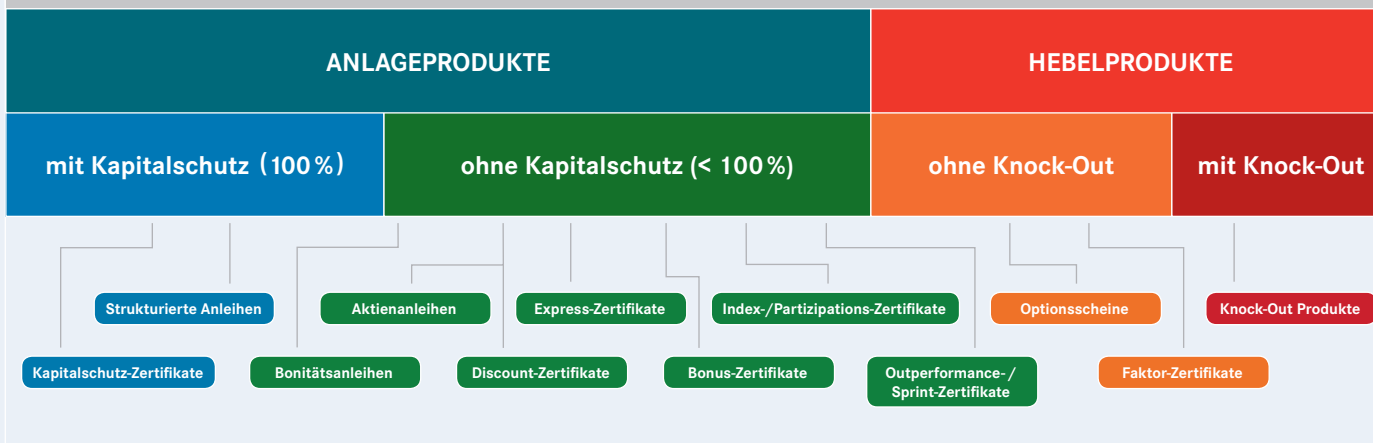 ANLAGEPRODUKTE
HEBELPRODUKTE
mit Kapitalschutz (100 %)
ohne Kapitalschutz (< 100 %)
ohne Knock-Out
mit Knock-Out
Strukturierte Anleihen
Aktienanleihen
Express-Zertifikate
Index-/Partizipations-Zertifikate
Optionsscheine
Knock-Out Produkte
Kapitalschutz-Zertifikate
Bonitätsanleihen
Discount-Zertifikate
Bonus-Zertifikate
Outperformance-/
Sprint-Zertifikate
Faktor-Zertifikate